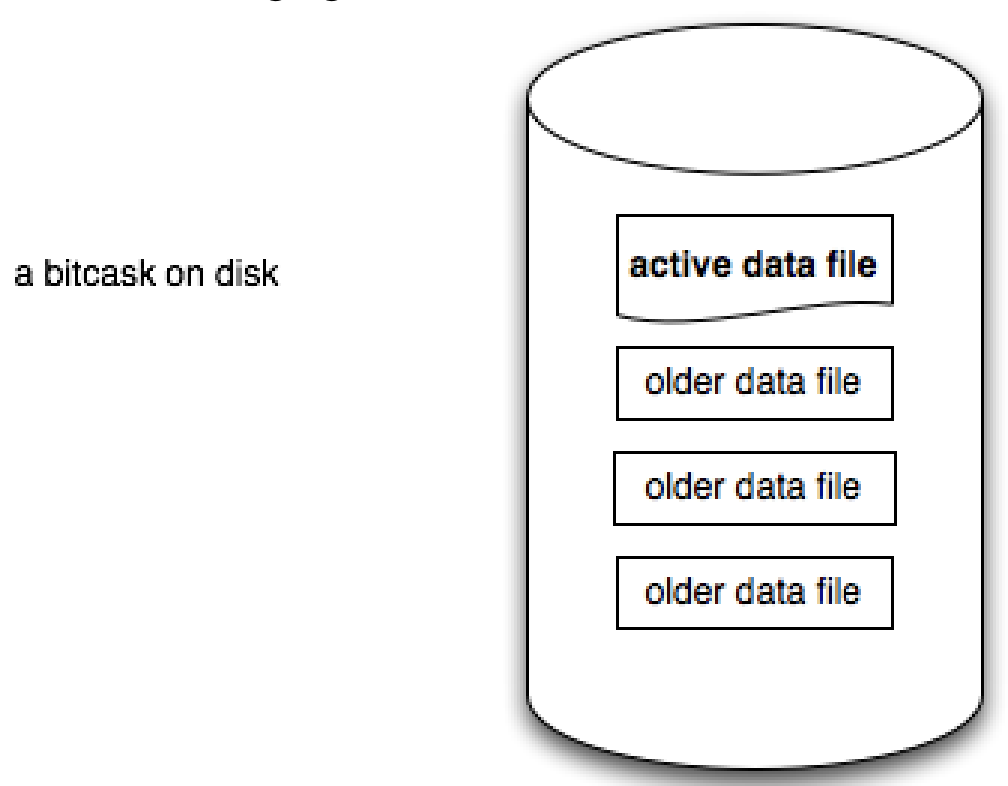 a bitcask on disk
active data file
older data file
older data file
older data file